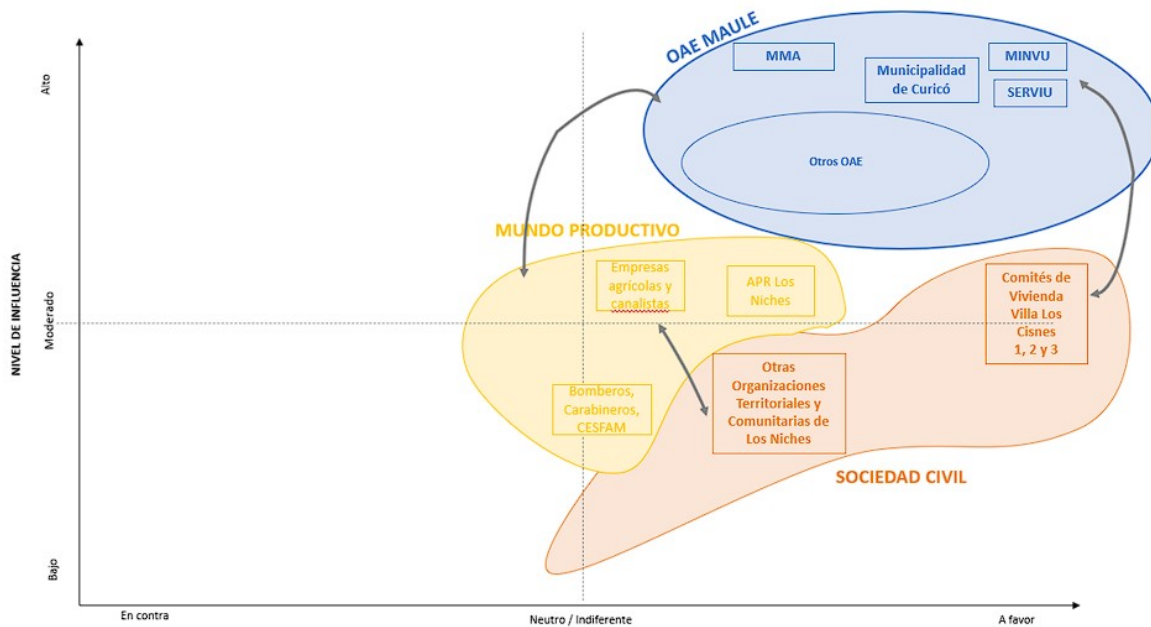 OAE MAULE
MMA
Municipalidad
de Curicó
MINVU
SERVIU
Otros OAE
MUNDO PRODUCTIVO
Empresas
agrícolas y
canalistas
APR Los
Niches
Bomberos,
Carabineros,
CESFAM
Comités de
Vivienda
Villa Los
Cisnes
1, 2 y 3
Otras
Organizaciones
Territoriales y
Comunitarias de
Los Niches
SOCIEDAD CIVIL
NIVEL DE INFLUENCIA
Alto
Moderado
Bajo
En contra
Neutro / Indiferente
A favor